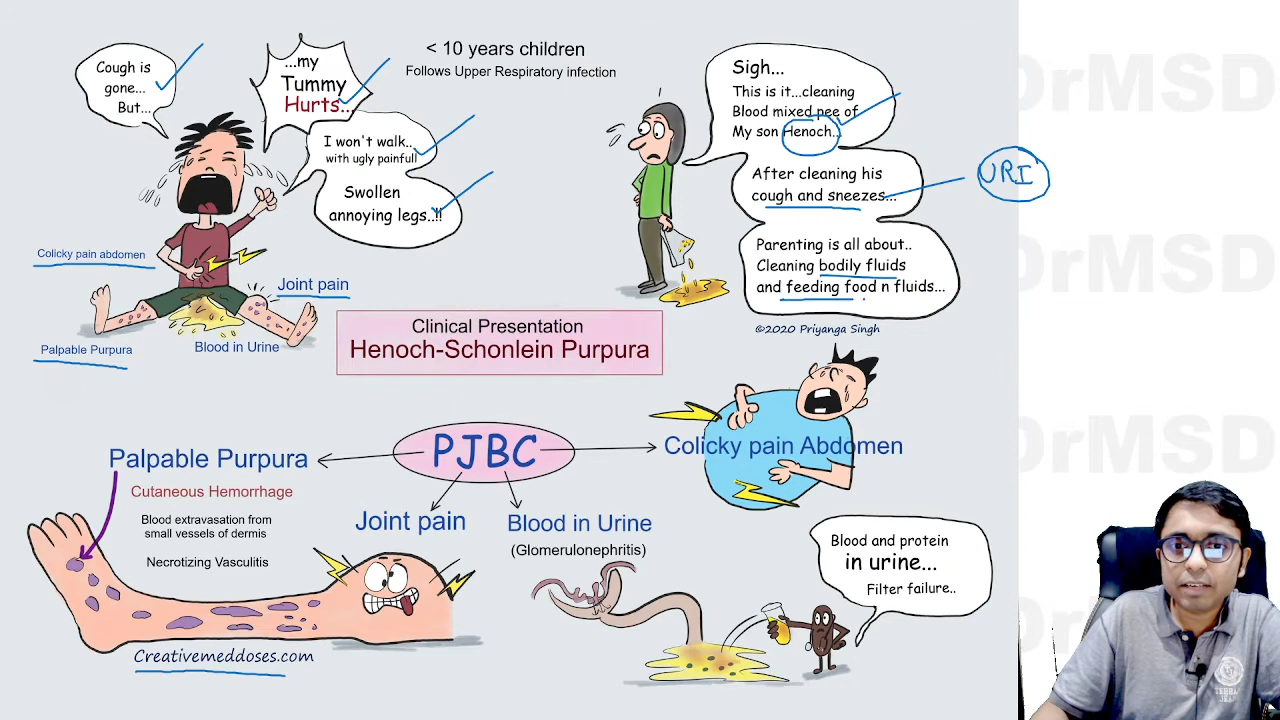 Cough is
gone...
But...
...my
Tummy
Hurts...
< 10 years children
Follows Upper Respiratory infection
I won't walk..
with ugly painfull
Swollen
annoying legs..!!
Colicky pain abdomen
Joint pain
Palpable Purpura
Blood in Urine
Sigh...
This is it...cleaning
Blood mixed pee of
My son Henoch...
After cleaning his
cough and sneezes...
URI
Parenting is all about..
Cleaning bodily fluids
and feeding food n fluids...
©2020 Priyanga Singh
Clinical Presentation
Henoch-Schonlein Purpura
PJBC
Palpable Purpura
Cutaneous Hemorrhage
Blood extravasation from
small vessels of dermis
Necrotizing Vasculitis
Joint pain
Blood in Urine
(Glomerulonephritis)
Colicky pain Abdomen
Blood and protein
in urine...
Filter failure..
Creativemeddoses.com
DrMSD
DrMSD
DrMSD